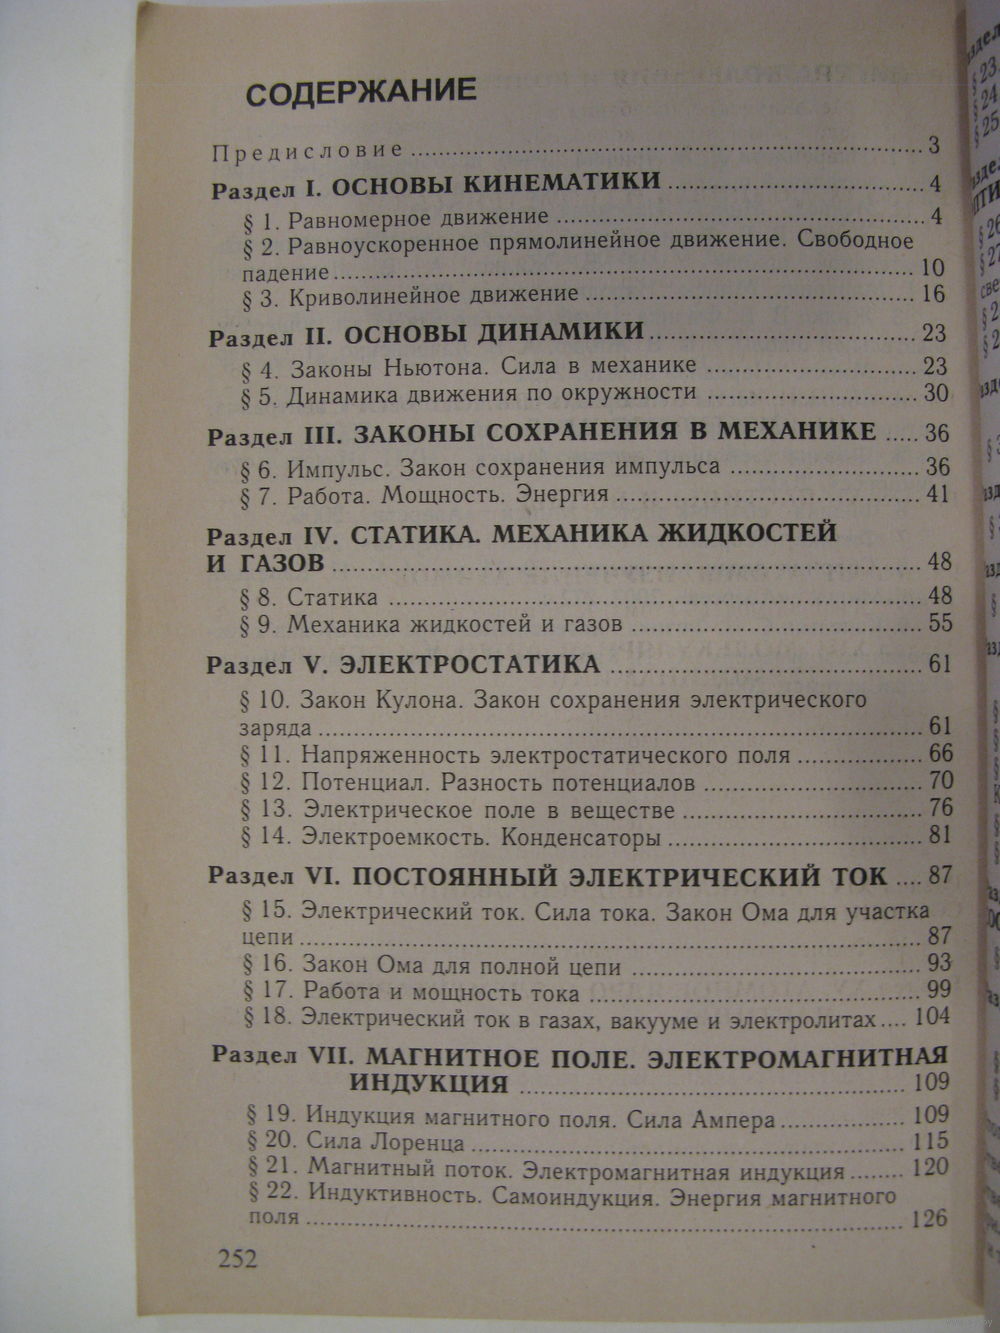 СОДЕРЖАНИЕ
Предисловие 3
Раздел I. ОСНОВЫ КИНЕМАТИКИ 4
§ 1. Равномерное движение 4
§ 2. Равноускоренное прямолинейное движение. Свободное
падение 10
§ 3. Криволинейное движение 16
Раздел II. ОСНОВЫ ДИНАМИКИ 23
§ 4. Законы Ньютона. Сила в механике 23
§ 5. Динамика движения по окружности 30
Раздел III. ЗАКОНЫ СОХРАНЕНИЯ В МЕХАНИКЕ 36
§ 6. Импульс. Закон сохранения импульса 36
§ 7. Работа. Мощность. Энергия 41
Раздел IV. СТАТИКА. МЕХАНИКА ЖИДКОСТЕЙ
И ГАЗОВ 48
§ 8. Статика 48
§ 9. Механика жидкостей и газов 55
Раздел V. ЭЛЕКТРОСТАТИКА 61
§ 10. Закон Кулона. Закон сохранения электрического
заряда 61
§ 11. Напряженность электростатического поля 66
§ 12. Потенциал. Разность потенциалов 70
§ 13. Электрическое поле в веществе 76
§ 14. Электроемкость. Конденсаторы 81
Раздел VI. ПОСТОЯННЫЙ ЭЛЕКТРИЧЕСКИЙ ТОК 87
§ 15. Электрический ток. Сила тока. Закон Ома для участка
цепи 87
§ 16. Закон Ома для полной цепи 93
§ 17. Работа и мощность тока 99
§ 18. Электрический ток в газах, вакууме и электролитах 104
Раздел VII. МАГНИТНОЕ ПОЛЕ. ЭЛЕКТРОМАГНИТНАЯ
ИНДУКЦИЯ 109
§ 19. Индукция магнитного поля. Сила Ампера 109
§ 20. Сила Лоренца 115
§ 21. Магнитный поток. Электромагнитная индукция 120
§ 22. Индуктивность. Самоиндукция. Энергия магнитного
поля 126
252
§ 23.
§ 24
§ 25